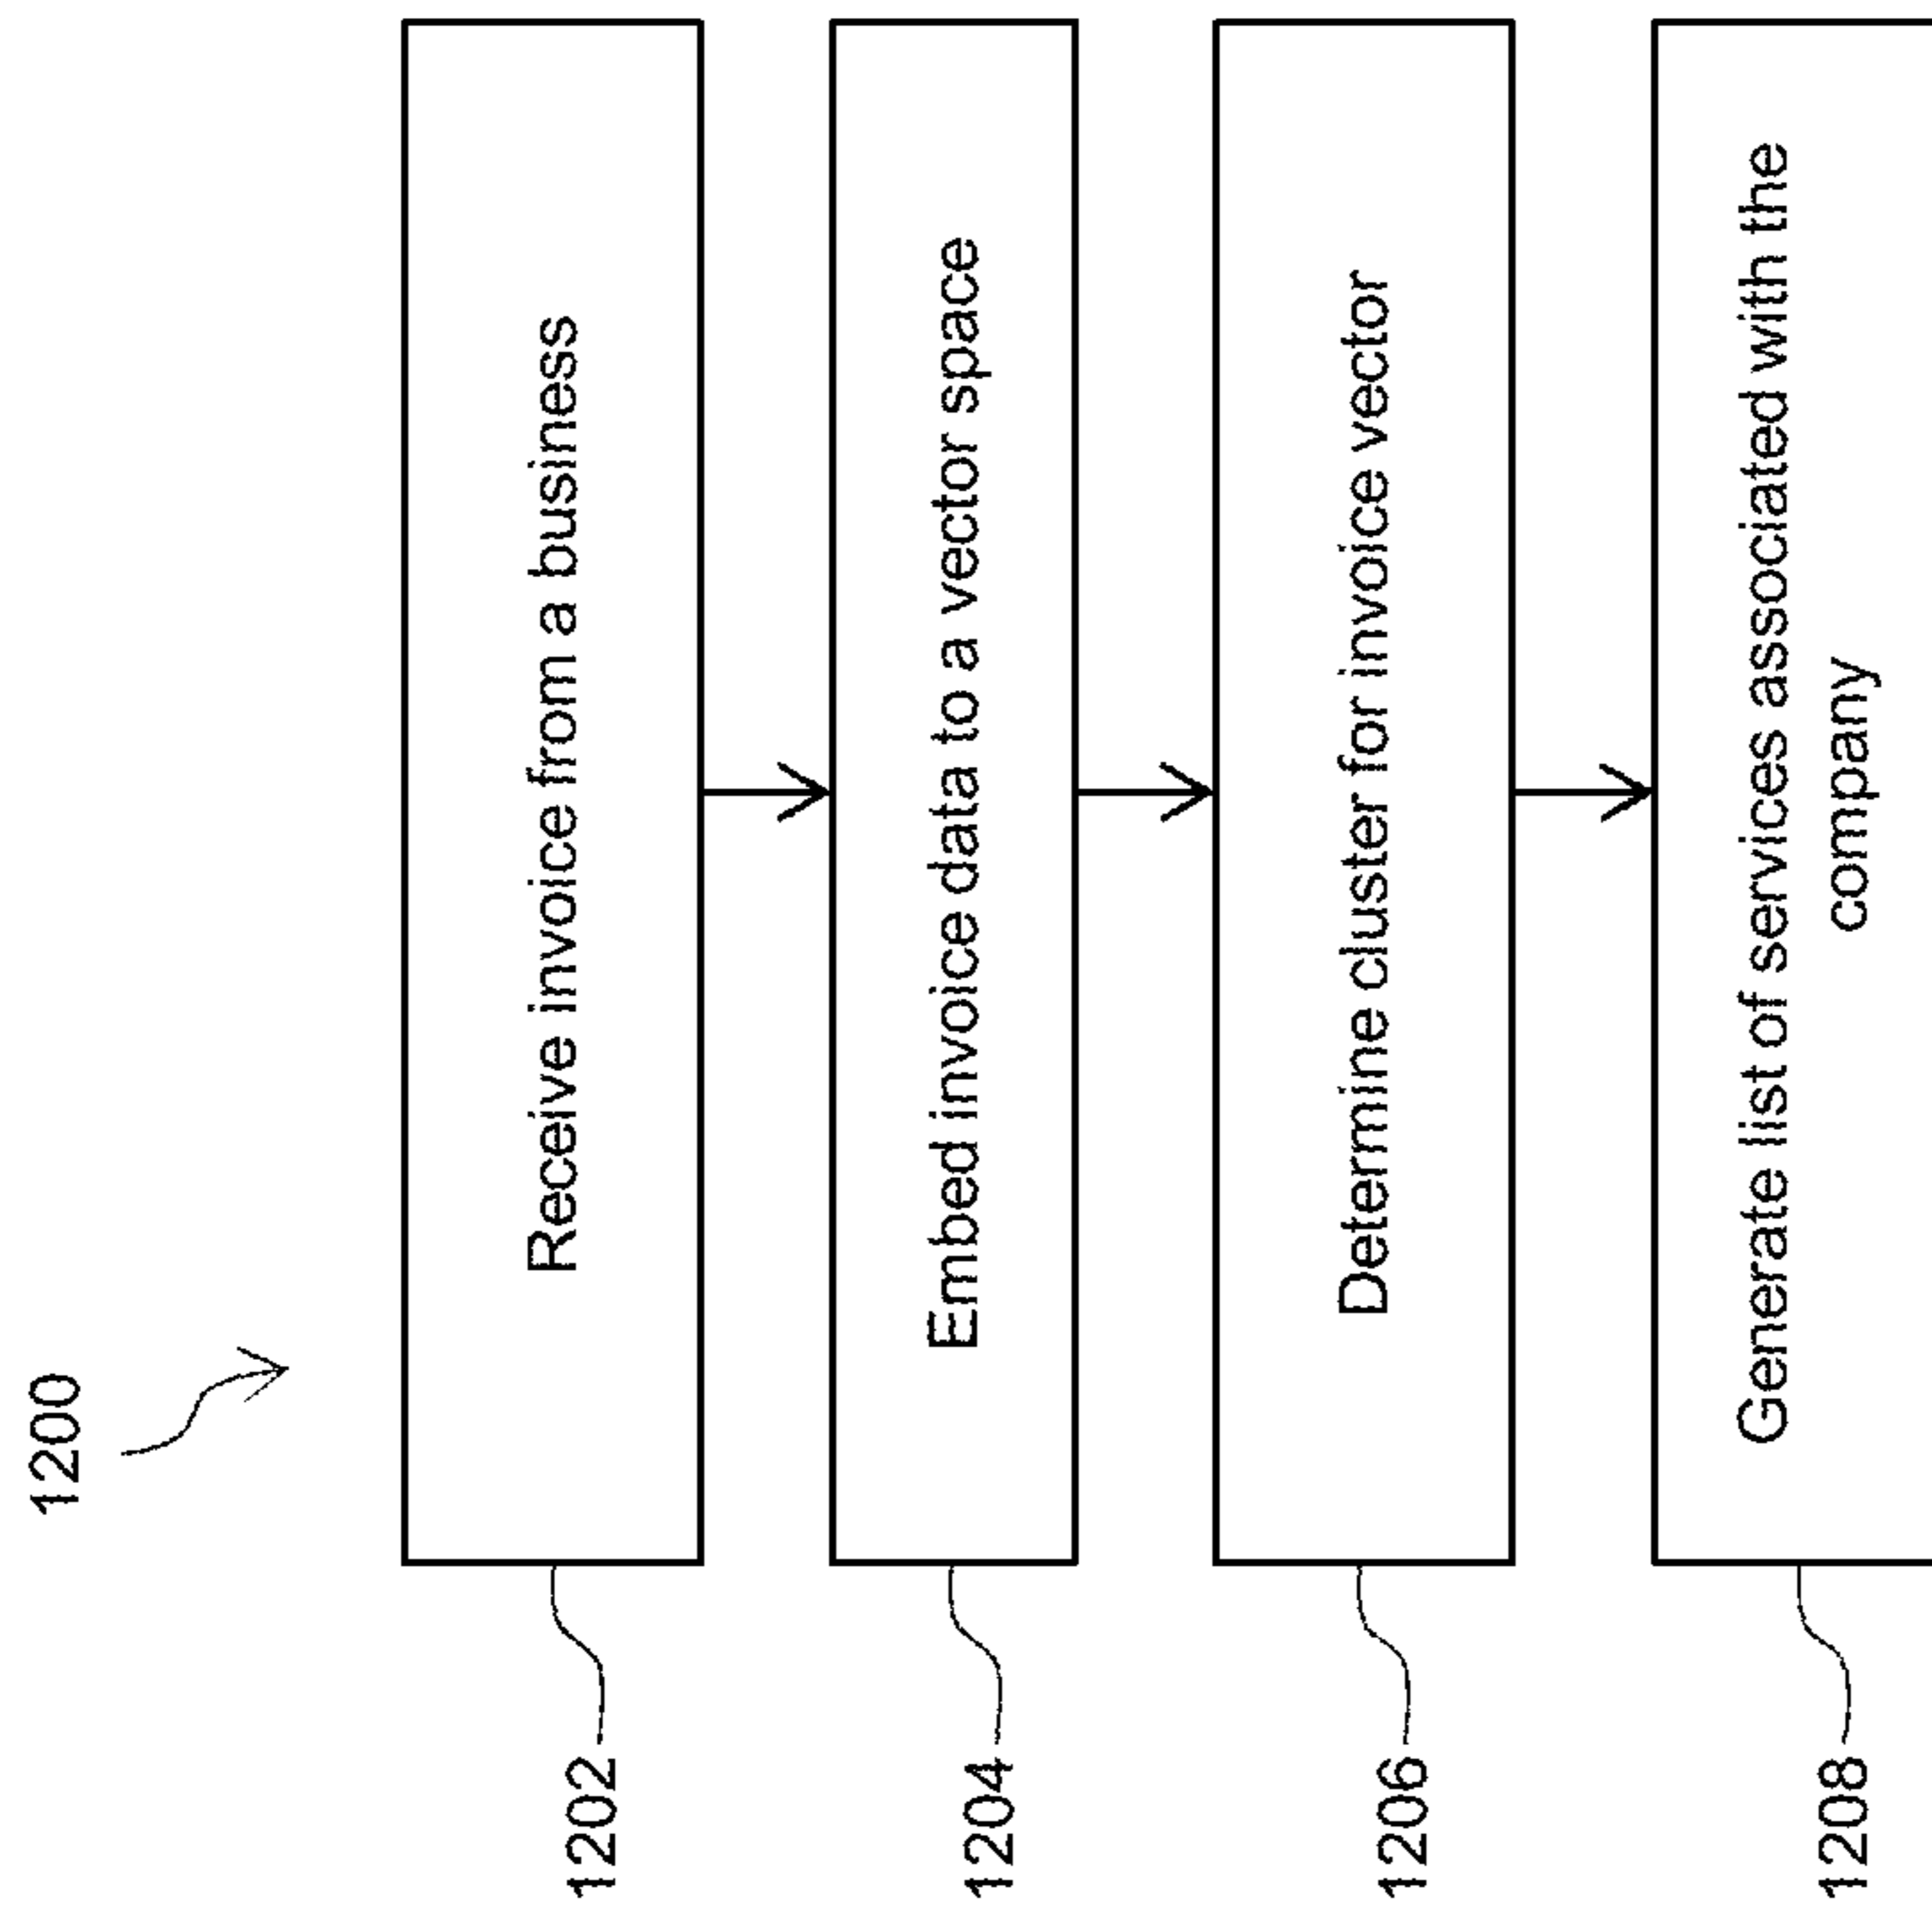 1200
Receive invoice from a business
1202
Embed invoice data to a vector space
1204
Determine cluster for invoice vector
1206
Generate list of services associated with the
company
1208